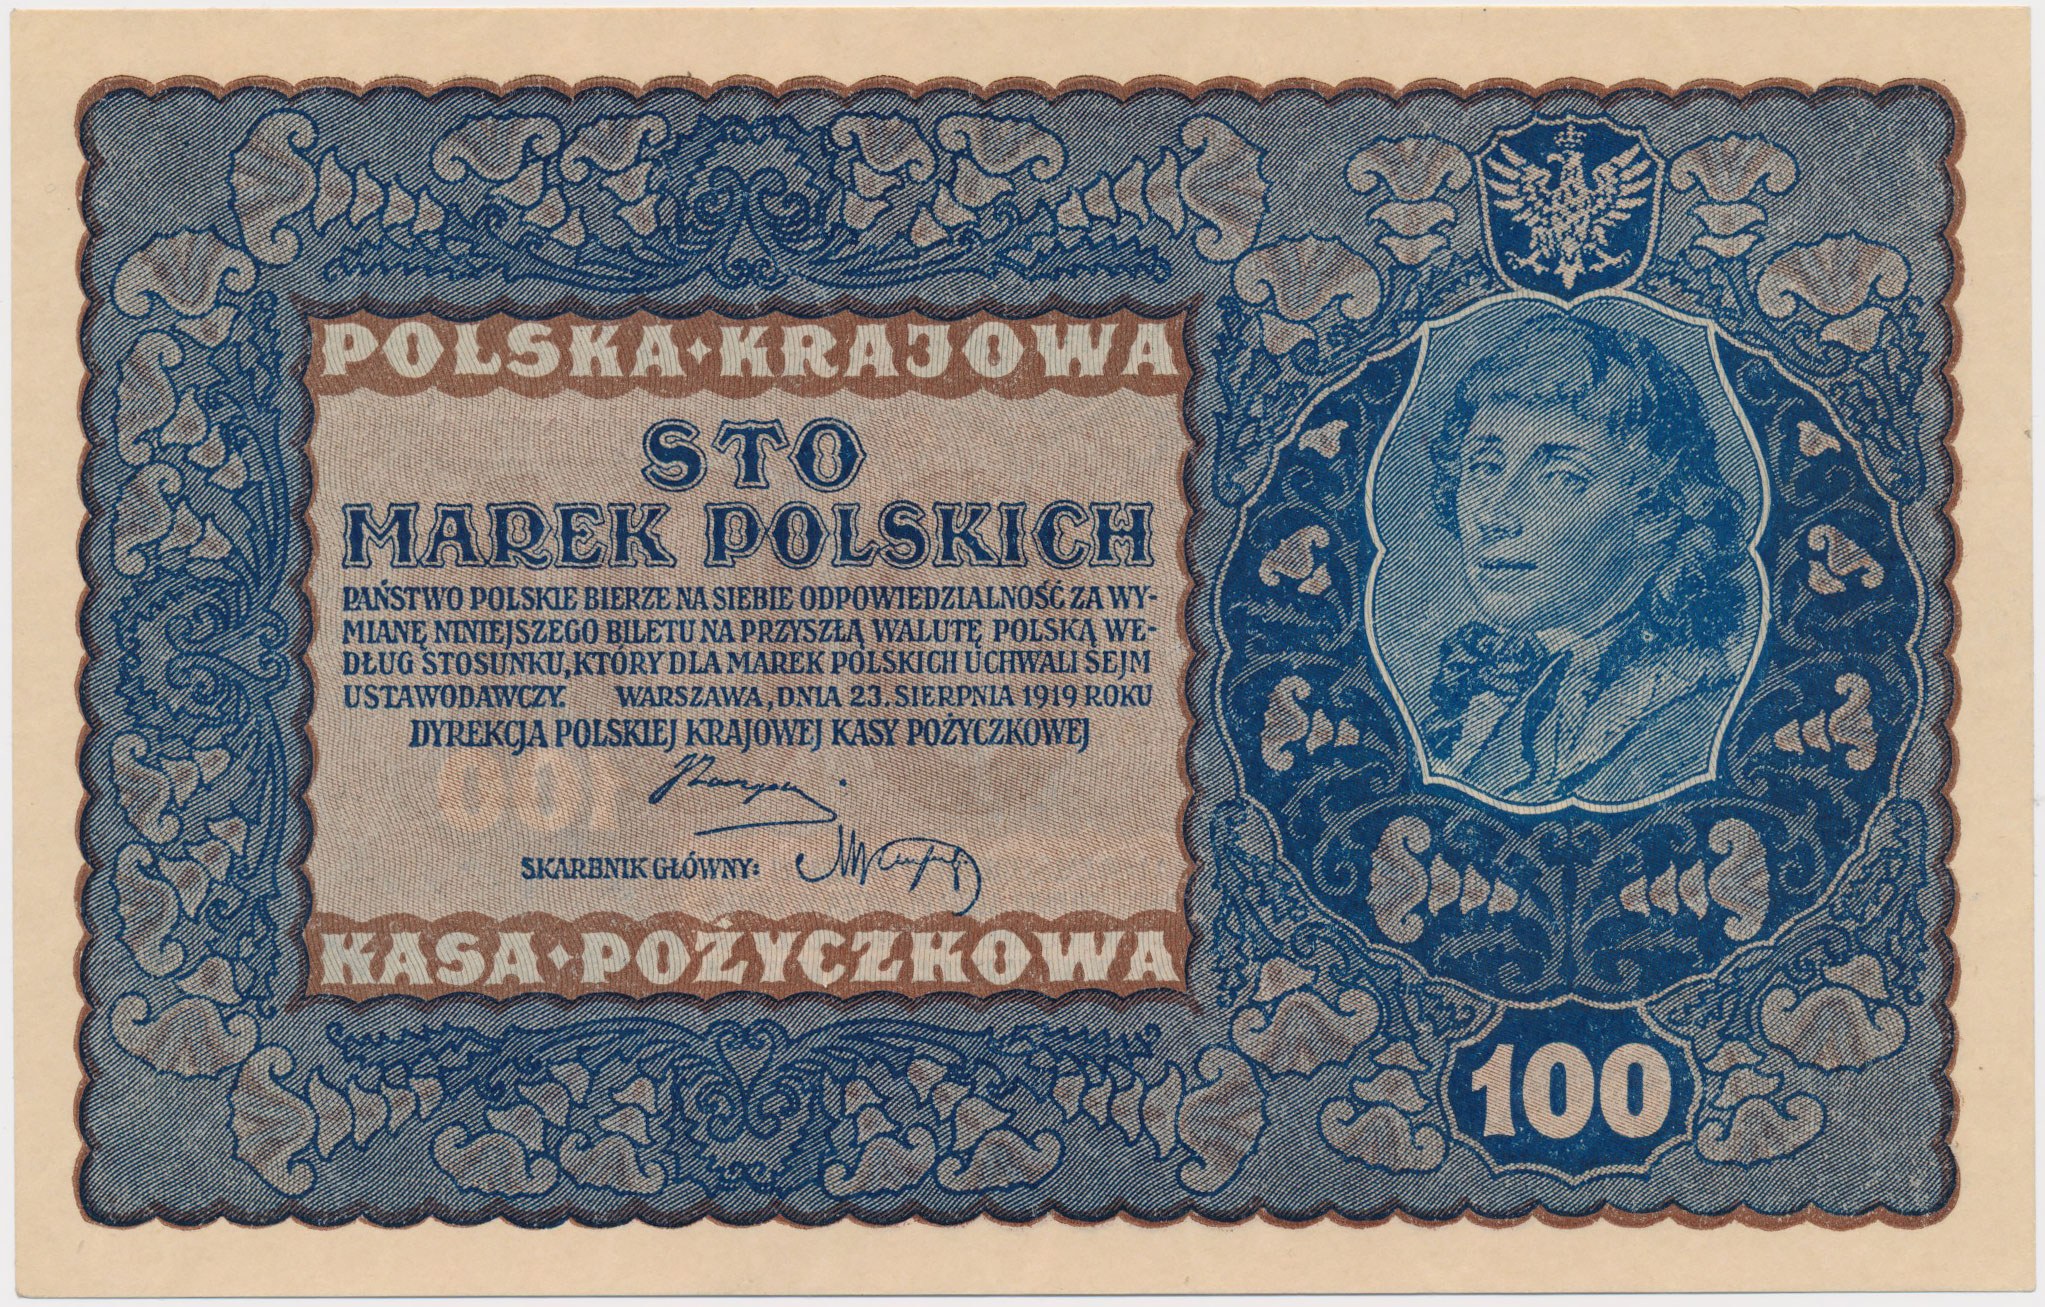 POLSKA·KRAJOWA
STO
MAREK POLSKICH
PAŃSTWO POLSKIE BIERZE NA SIEBIE ODPOWIEDZIALNOŚĆ ZA WY-
MIANĘ NINIEJSZEGO BILETU NA PRZYSZŁĄ WALUTĘ POLSKĄ WE-
DŁUG STOSUNKU, KTÓRY DLA MAREK POLSKICH UCHWALI SEJM
USTAWODAWCZY. WARSZAWA, DNIA 23. SIERPNIA 1919 ROKU
DYREKCJA POLSKIEJ KRAJOWEJ KASY POŻYCZKOWEJ
SKARBNIK GŁÓWNY:
KASA·POŻYCZKOWA
100